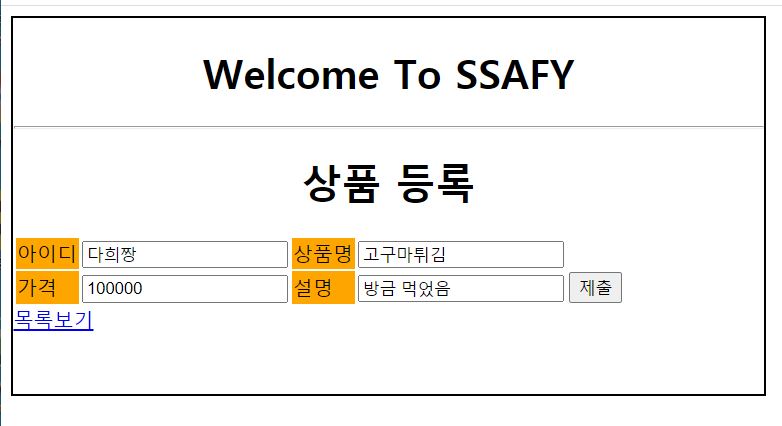 Welcome To SSAFY
상품 등록
아이디 다희짱 상품명 고구마튀김
가격 100000 설명 방금 먹었음 제출
목록보기